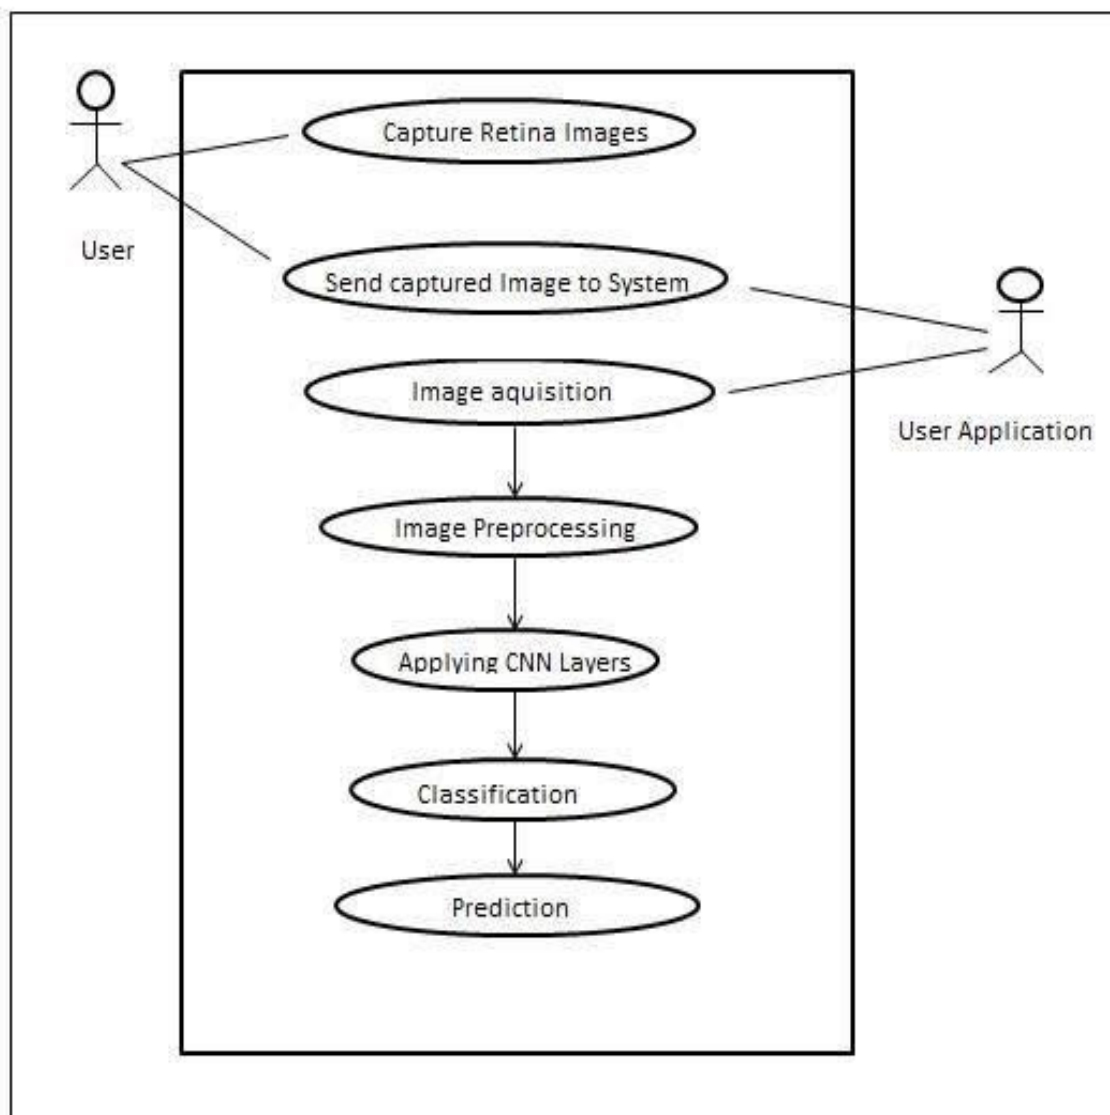 Capture Retina Images
User
Send captured Image to System
Image aquisition
User Application
Image Preprocessing
Applying CNN Layers
Classification
Prediction